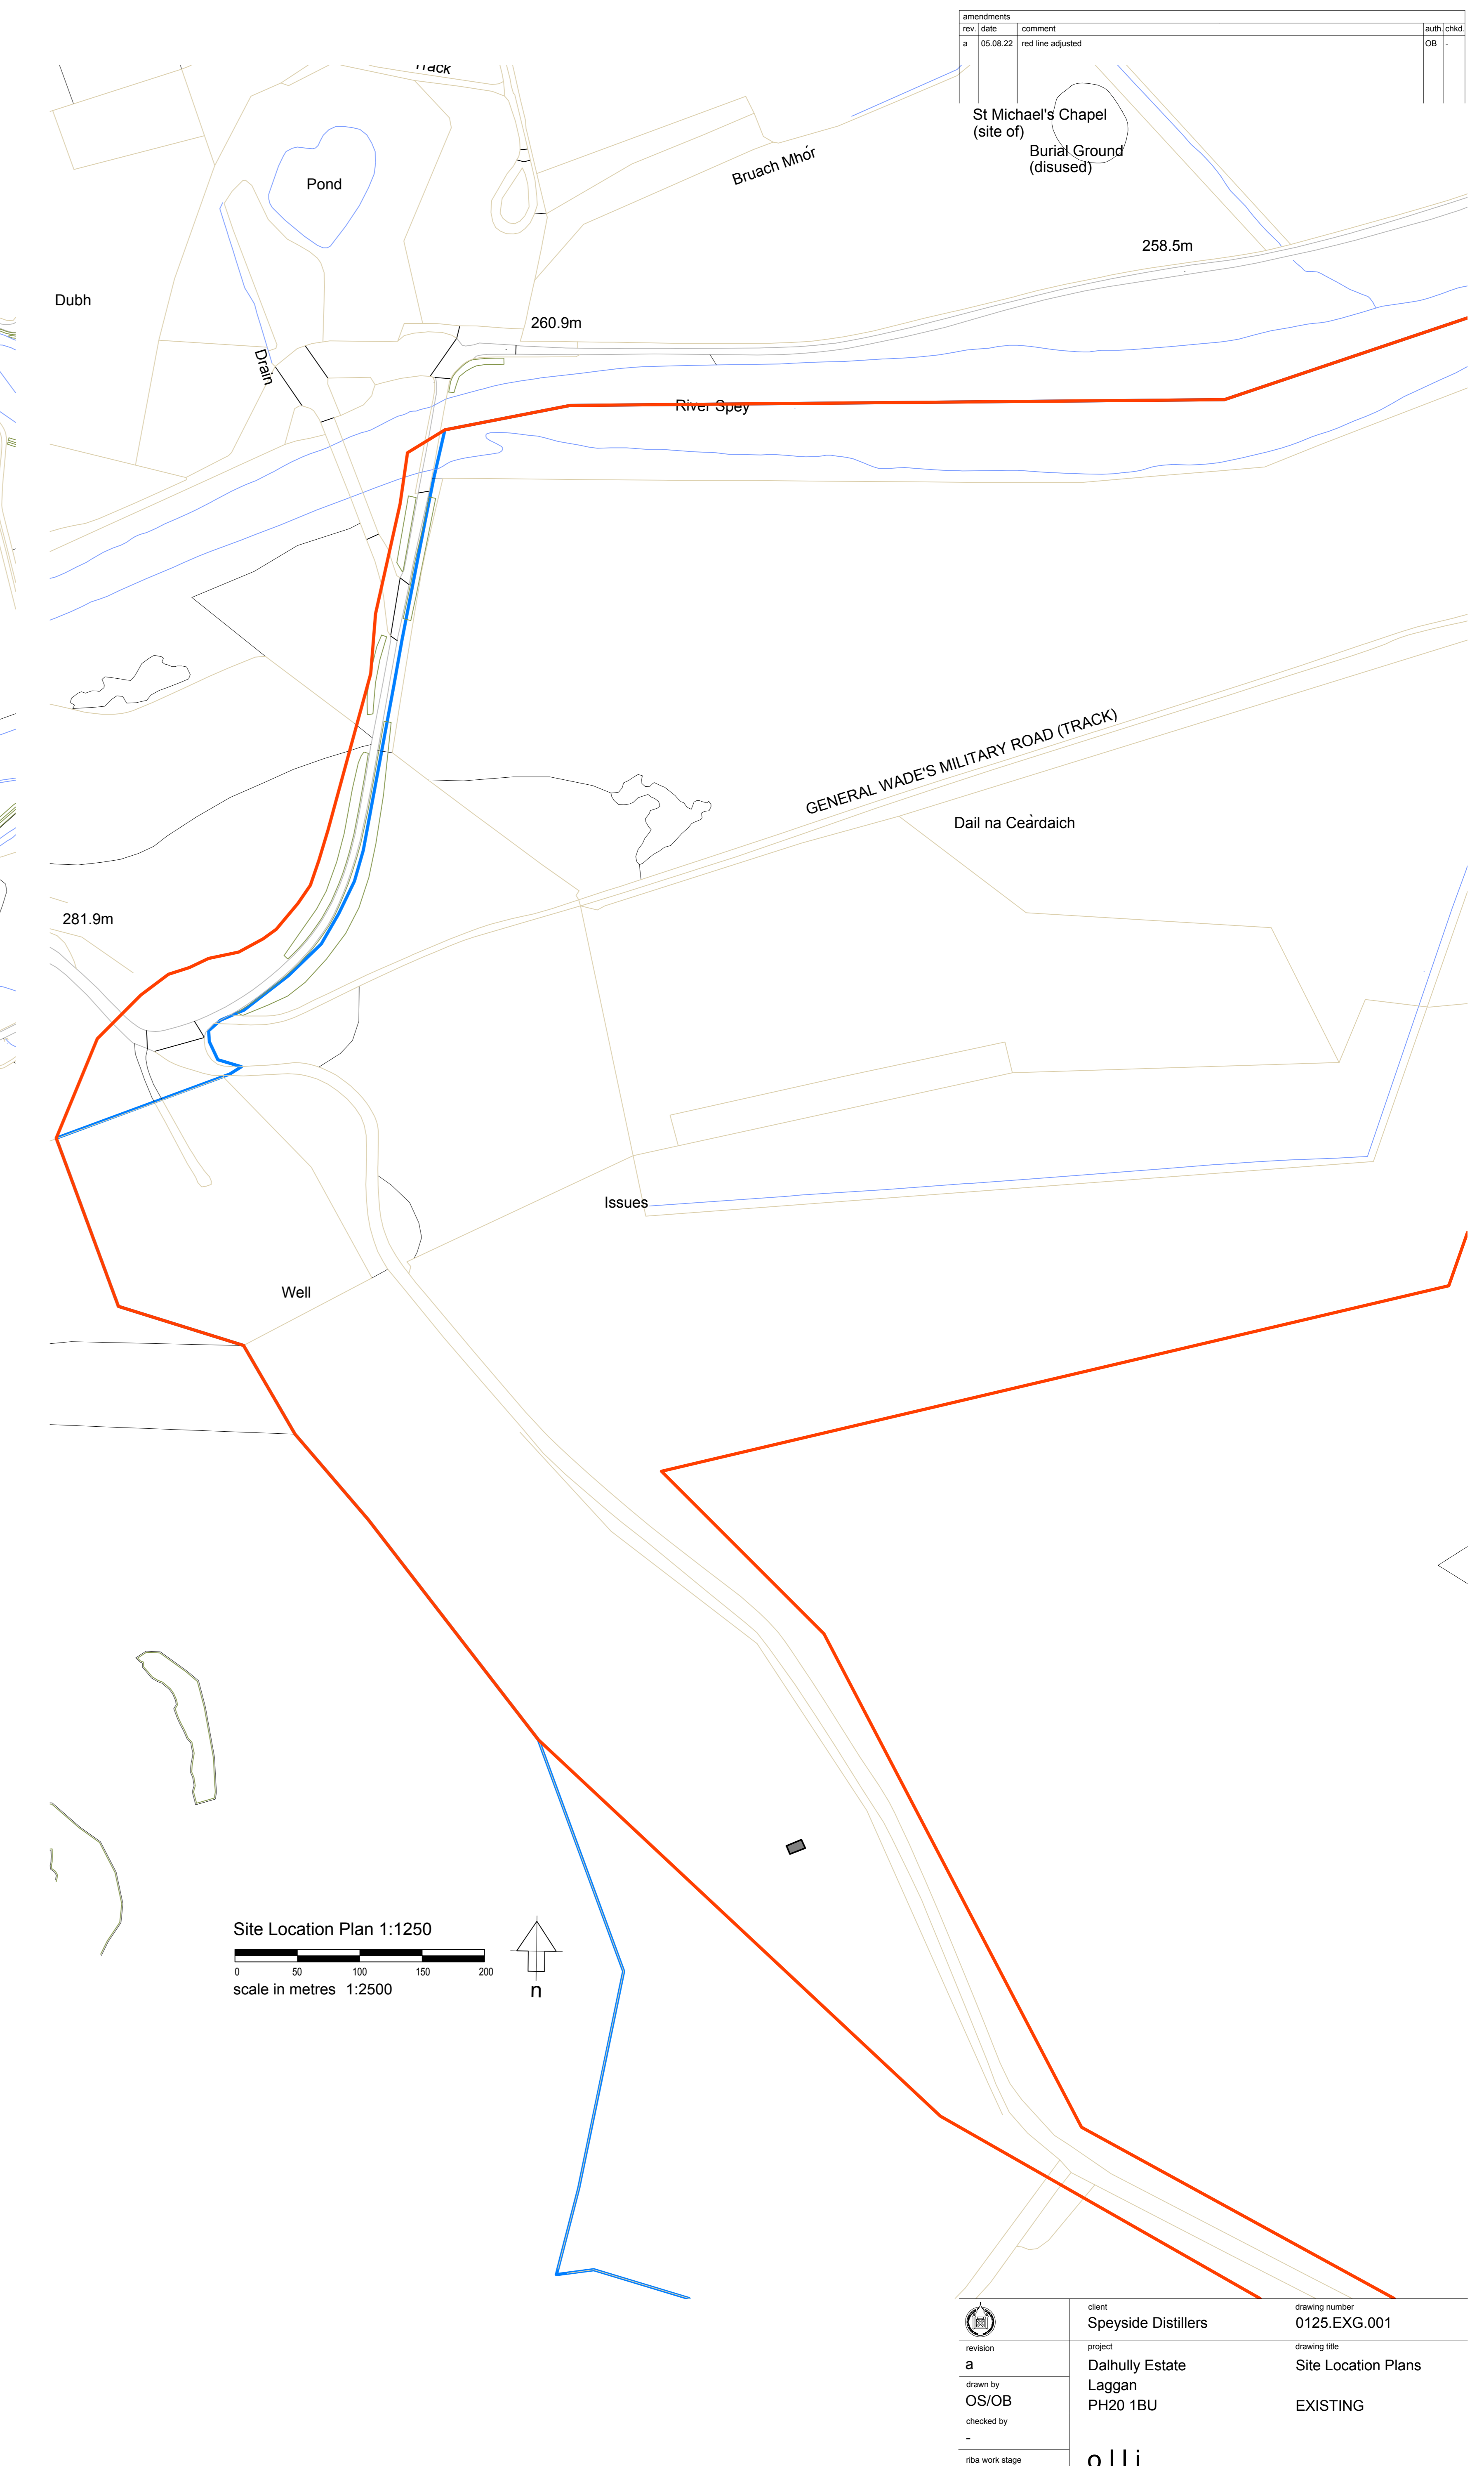 amendments
rev. date comment auth. chkd.
a 05.08.22 red line adjusted OB -
Track
St Michael's Chapel
(site of)
Burial Ground
(disused)
Bruach Mhór
Pond
258.5m
Dubh
260.9m
Drain
River Spey
GENERAL WADE'S MILITARY ROAD (TRACK)
Dail na Ceàrdaich
281.9m
Issues
Well
Site Location Plan 1:1250
0 50 100 150 200
scale in metres 1:2500
n
client
Speyside Distillers
drawing number
0125.EXG.001
revision
a
project
Dalhully Estate
Laggan
PH20 1BU
drawing title
Site Location Plans
EXISTING
drawn by
OS/OB
checked by
-
riba work stage
olli